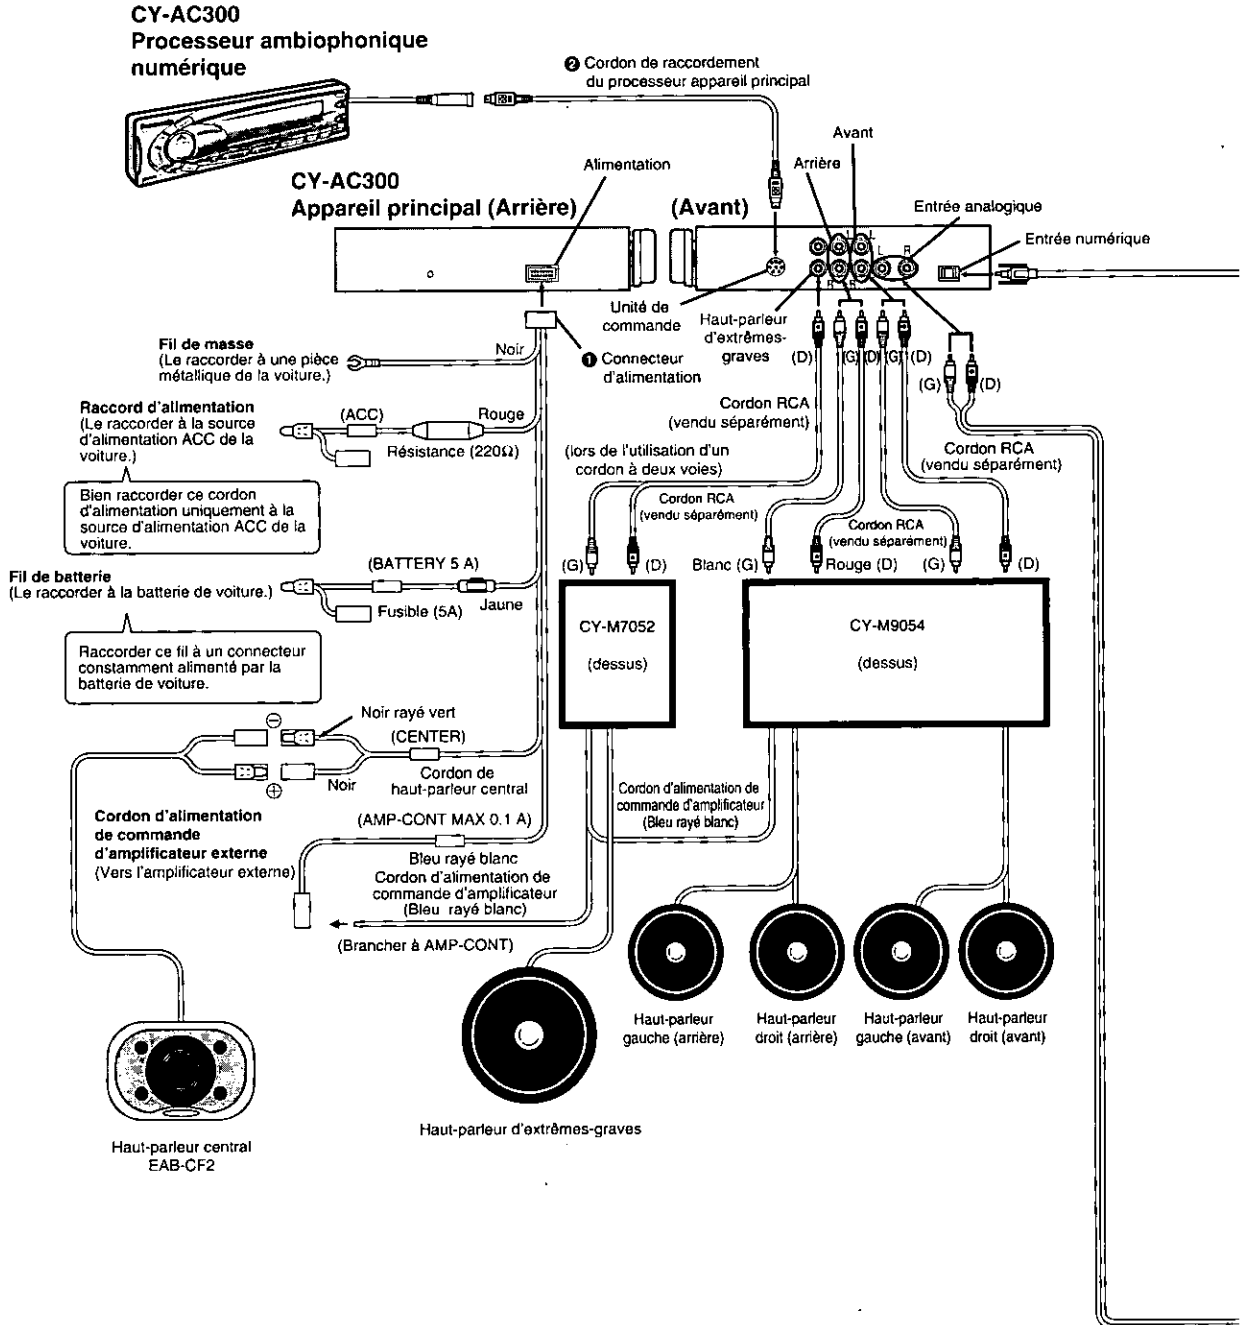 CY-AC300
Processeur ambiophonique
numérique
❷ Cordon de raccordement
du processeur appareil principal
Avant
Arrière
Alimentation
CY-AC300
Appareil principal (Arrière)
(Avant)
Entrée analogique
Entrée numérique
L
L
L
R
R
R
Unité de
commande
Haut-parleur
d'extrêmes-
graves
❶ Connecteur
d'alimentation
Noir
Fil de masse
(Le raccorder à une pièce
métallique de la voiture.)
(D)
(G)
(D)
(G)
(D)
(G)
(D)
Raccord d'alimentation
(Le raccorder à la source
d'alimentation ACC de la
voiture.)
(ACC)
Rouge
Résistance (220Ω)
Cordon RCA
(vendu séparément)
(lors de l'utilisation d'un
cordon à deux voies)
Cordon RCA
(vendu séparément)
Bien raccorder ce cordon
d'alimentation uniquement à la
source d'alimentation ACC de la
voiture.
Cordon RCA
(vendu séparément)
Cordon RCA
(vendu séparément)
(G)
(D)
Blanc (G)
Rouge (D)
(G)
(D)
Fil de batterie
(Le raccorder à la batterie de voiture.)
(BATTERY 5 A)
Jaune
Fusible (5A)
CY-M7052
(dessus)
CY-M9054
(dessus)
Raccorder ce fil à un connecteur
constamment alimenté par la
batterie de voiture.
Noir rayé vert
(CENTER)
⊖
⊕
Noir
Cordon de
haut-parleur central
Cordon d'alimentation de
commande d'amplificateur
(Bleu rayé blanc)
Cordon d'alimentation
de commande
d'amplificateur externe
(Vers l'amplificateur externe)
(AMP-CONT MAX 0.1 A)
Bleu rayé blanc
Cordon d'alimentation de
commande d'amplificateur
(Bleu rayé blanc)
(Brancher à AMP-CONT)
Haut-parleur
gauche (arrière)
Haut-parleur
droit (arrière)
Haut-parleur
gauche (avant)
Haut-parleur
droit (avant)
Haut-parleur d'extrêmes-graves
Haut-parleur central
EAB-CF2